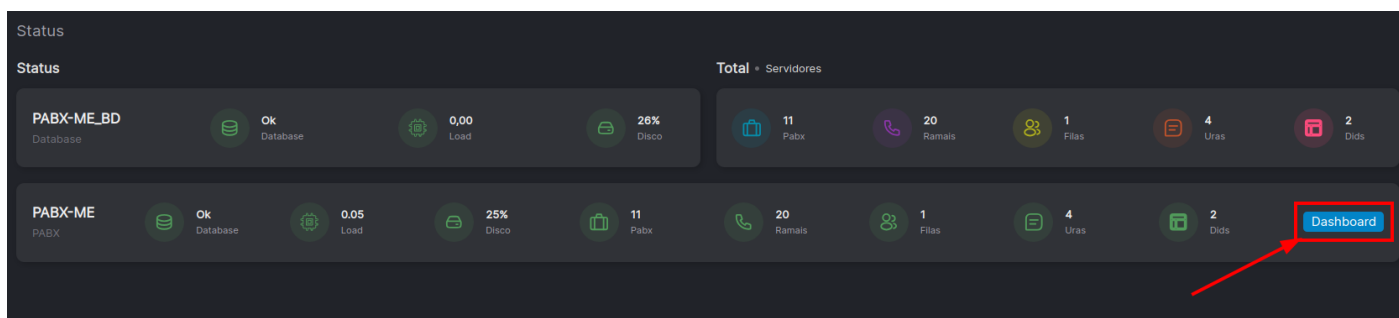 Status
Status
Total • Servidores
PABX-ME_BD
Database
Ok
Database
0,00
Load
26%
Disco
11
Pabx
20
Ramais
1
Filas
4
Uras
2
Dids
PABX-ME
PABX
Ok
Database
0.05
Load
25%
Disco
11
Pabx
20
Ramais
1
Filas
4
Uras
2
Dids
Dashboard